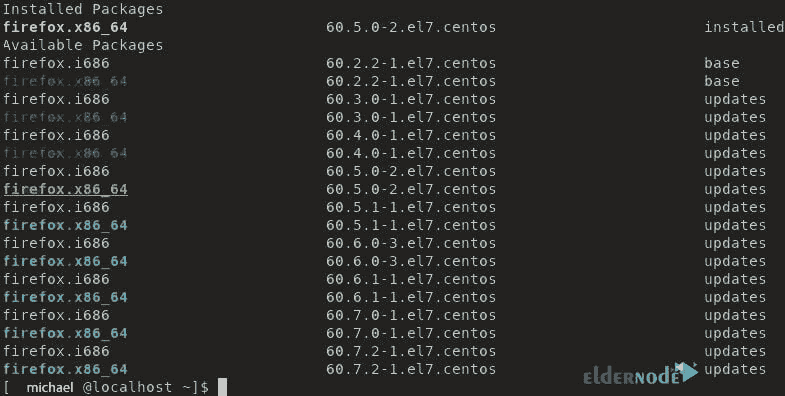 Installed Packages
firefox.x86_64 60.5.0-2.el7.centos installed
Available Packages
firefox.i686 60.2.2-1.el7.centos base
firefox.x86_64 60.2.2-1.el7.centos base
firefox.i686 60.3.0-1.el7.centos updates
firefox.x86_64 60.3.0-1.el7.centos updates
firefox.i686 60.4.0-1.el7.centos updates
firefox.x86_64 60.4.0-1.el7.centos updates
firefox.i686 60.5.0-2.el7.centos updates
firefox.x86_64 60.5.0-2.el7.centos updates
firefox.i686 60.5.1-1.el7.centos updates
firefox.x86_64 60.5.1-1.el7.centos updates
firefox.i686 60.6.0-3.el7.centos updates
firefox.x86_64 60.6.0-3.el7.centos updates
firefox.i686 60.6.1-1.el7.centos updates
firefox.x86_64 60.6.1-1.el7.centos updates
firefox.i686 60.7.0-1.el7.centos updates
firefox.x86_64 60.7.0-1.el7.centos updates
firefox.i686 60.7.2-1.el7.centos updates
firefox.x86_64 60.7.2-1.el7.centos updates
[ michael @localhost ~]$
elderNode